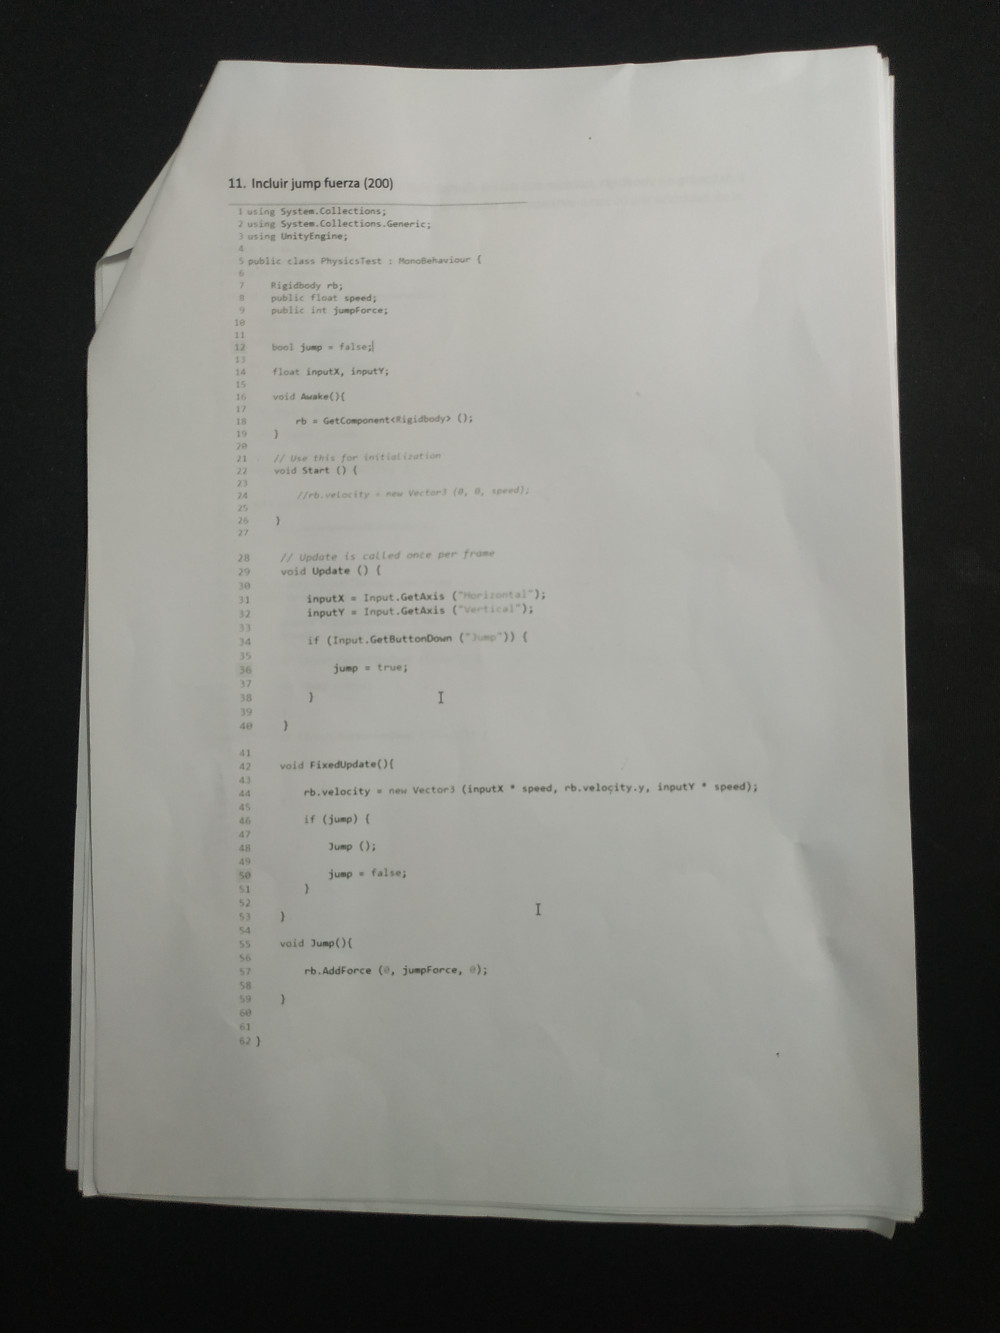 11. Incluir jump fuerza (200)
1 using System.Collections;
2 using System.Collections.Generic;
3 using UnityEngine;
4
5 public class PhysicsTest : MonoBehaviour {
6
7 Rigidbody rb;
8 public float speed;
9 public int jumpForce;
10
11
12 bool jump = false;
13
14 float inputX, inputY;
15
16 void Awake(){
17
18 rb = GetComponent<Rigidbody> ();
19 }
20
21 // Use this for initialization
22 void Start () {
23
24 //rb.velocity = new Vector3 (0, 0, speed);
25
26 }
27
28 // Update is called once per frame
29 void Update () {
30
31 inputX = Input.GetAxis ("Horizontal");
32 inputY = Input.GetAxis ("Vertical");
33
34 if (Input.GetButtonDown ("Jump")) {
35
36 jump = true;
37
38 }
39
40 }
41
42 void FixedUpdate(){
43
44 rb.velocity = new Vector3 (inputX * speed, rb.velocity.y, inputY * speed);
45
46 if (jump) {
47
48 Jump ();
49
50 jump = false;
51 }
52
53 }
54
55 void Jump(){
56
57 rb.AddForce (0, jumpForce, 0);
58
59 }
60
61
62 }